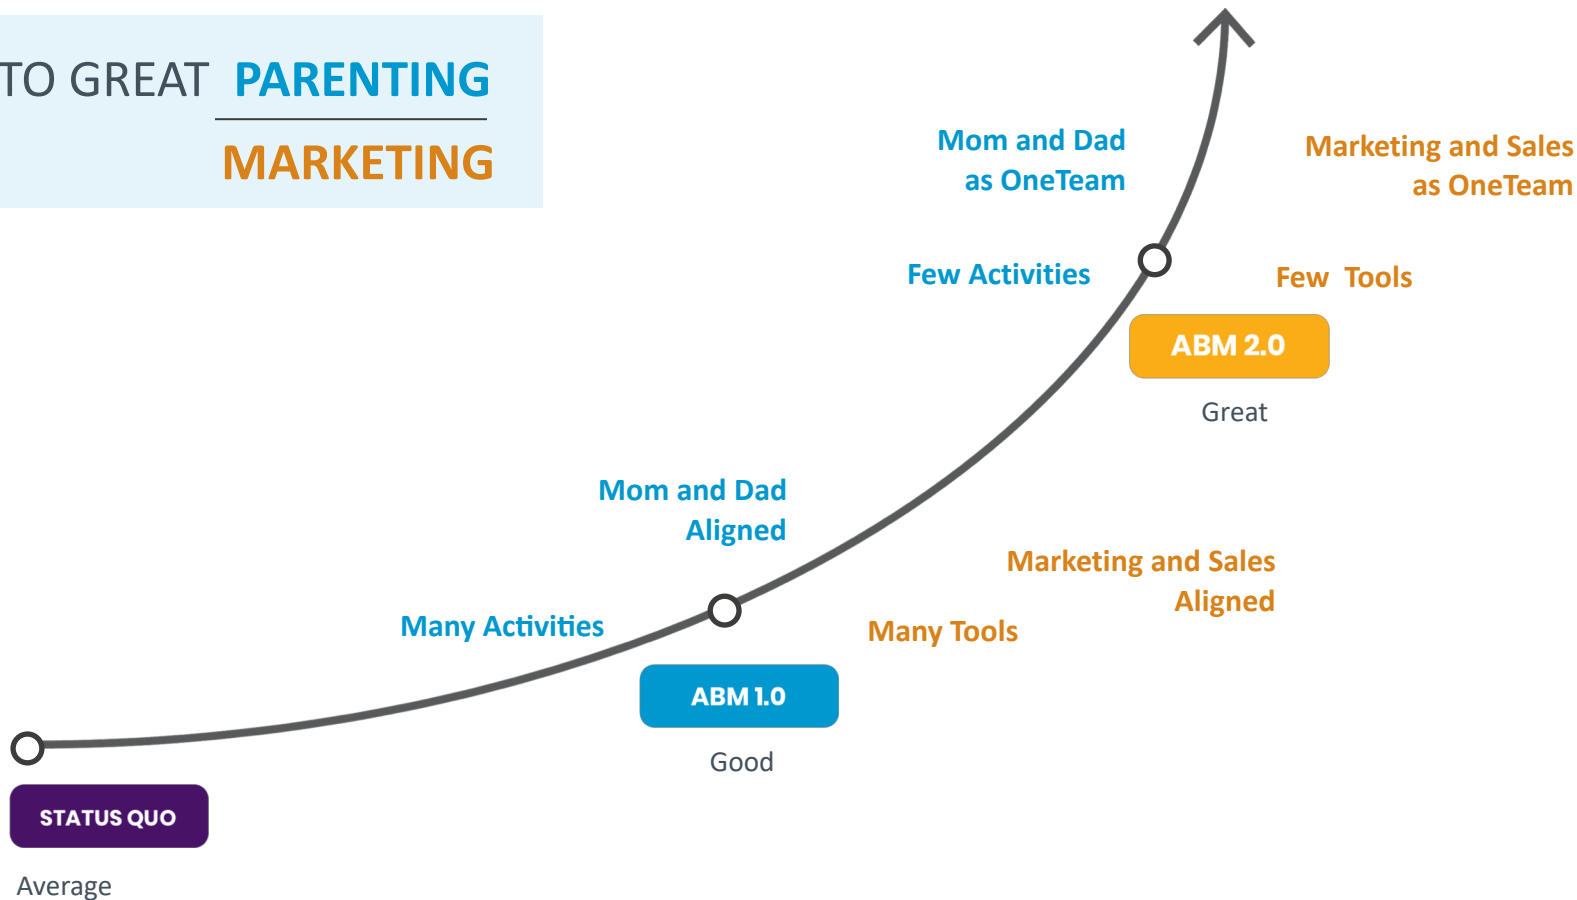 TO GREAT PARENTING
MARKETING
Mom and Dad
as OneTeam
Marketing and Sales
as OneTeam
Few Activities
Few Tools
ABM 2.0
Great
Mom and Dad
Aligned
Marketing and Sales
Aligned
Many Activities
Many Tools
ABM 1.0
Good
STATUS QUO
Average